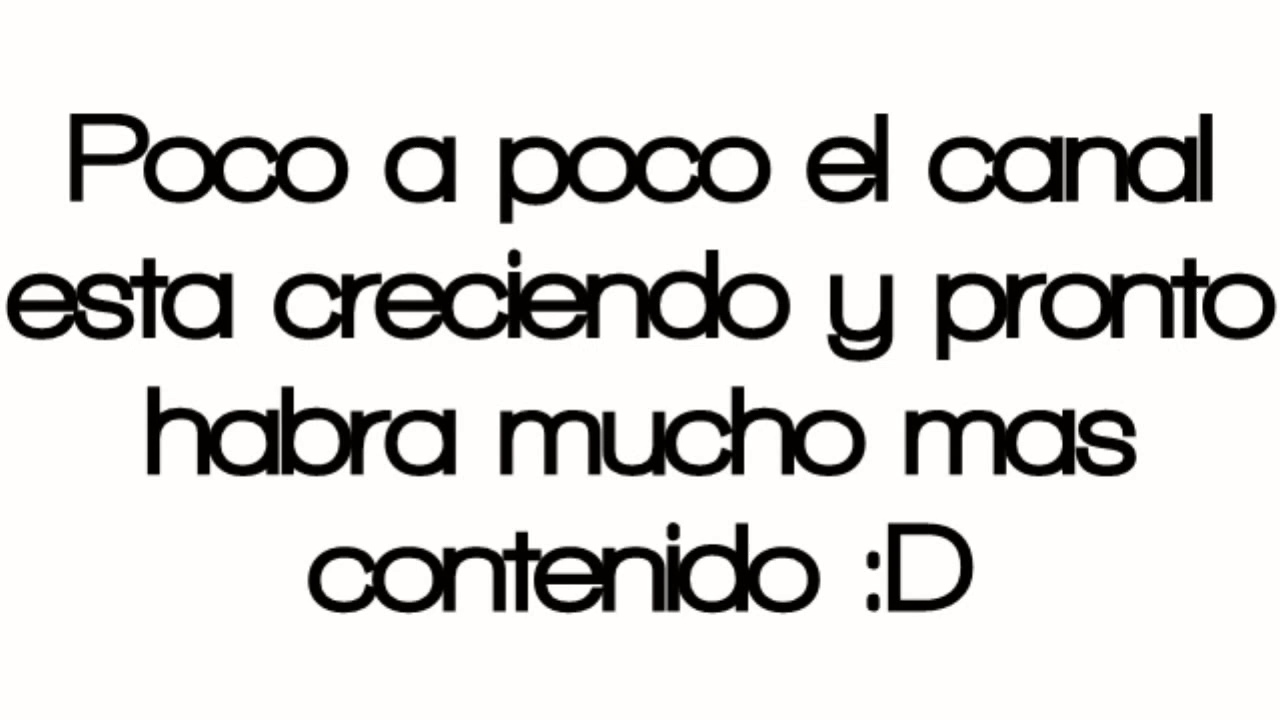 Poco a poco el canal
esta creciendo y pronto
habra mucho mas
contenido :D